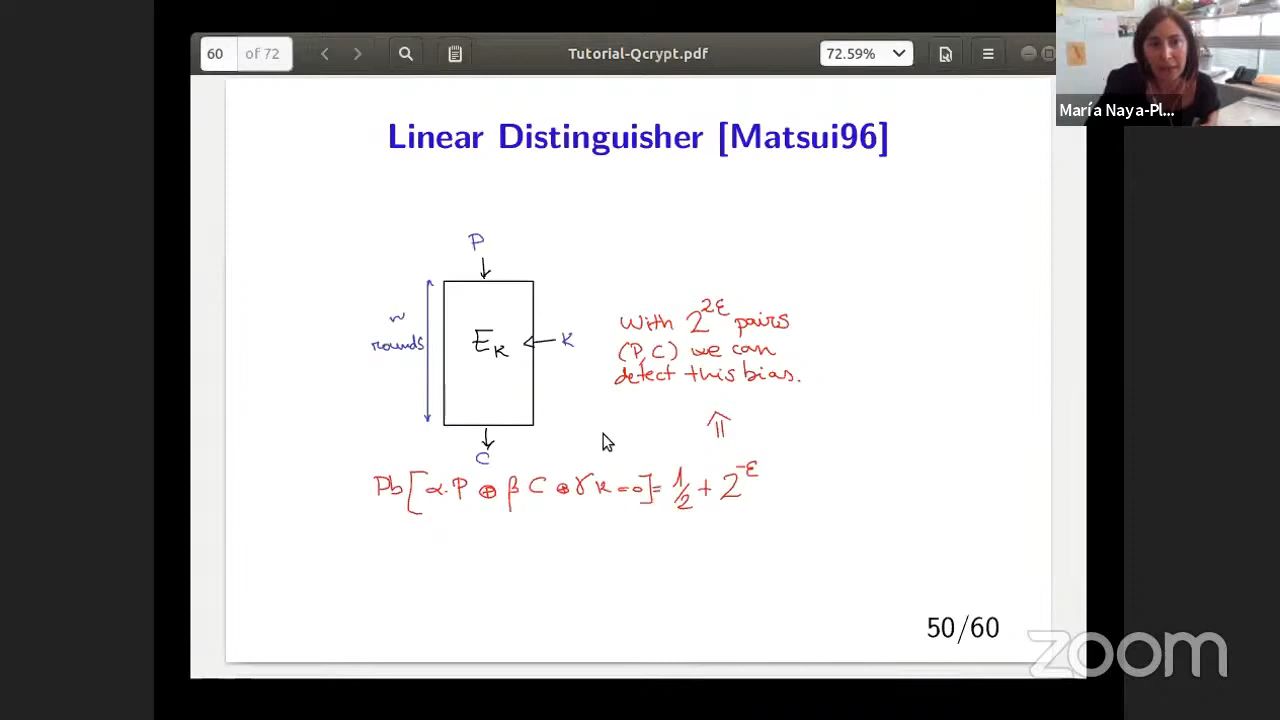 60 of 72
Tutorial-Qcrypt.pdf
72.59%
María Naya-Pl...
Linear Distinguisher [Matsui96]
P
r
rounds
E_K
K
With 2^{2ε} pairs
(P,C) we can
detect this bias.
C
Pb[α.P ⊕ β C ⊕ γ K = 0] = 1/2 + 2^{-ε}
50/60
zoom